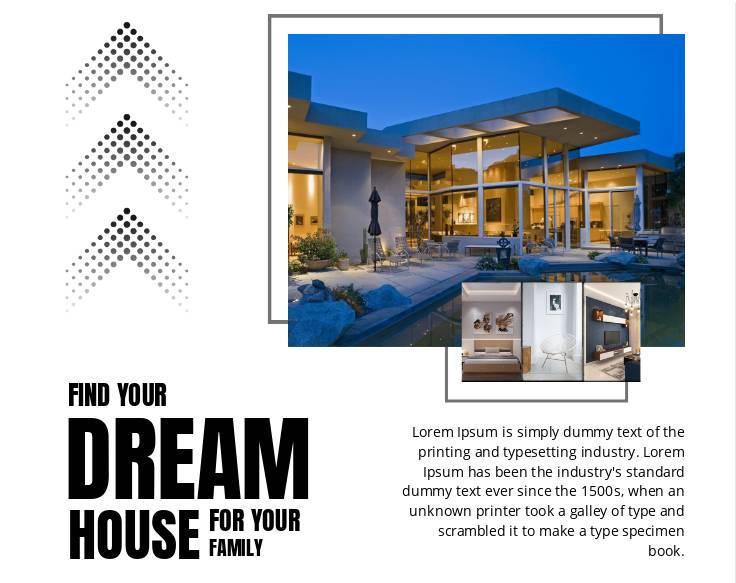 FIND YOUR
DREAM
HOUSE FOR YOUR
FAMILY
Lorem Ipsum is simply dummy text of the
printing and typesetting industry. Lorem
Ipsum has been the industry's standard
dummy text ever since the 1500s, when an
unknown printer took a galley of type and
scrambled it to make a type specimen
book.